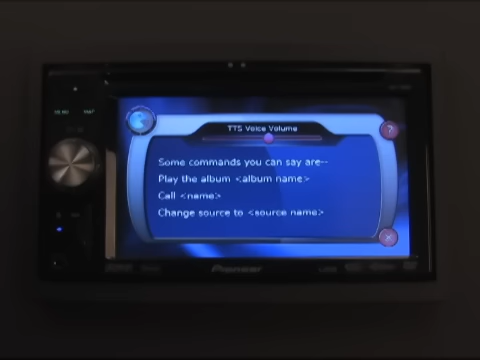 TTS Voice Volume
?
Some commands you can say are--
Play the album <album name>
Call <name>
Change source to <source name>
Pioneer